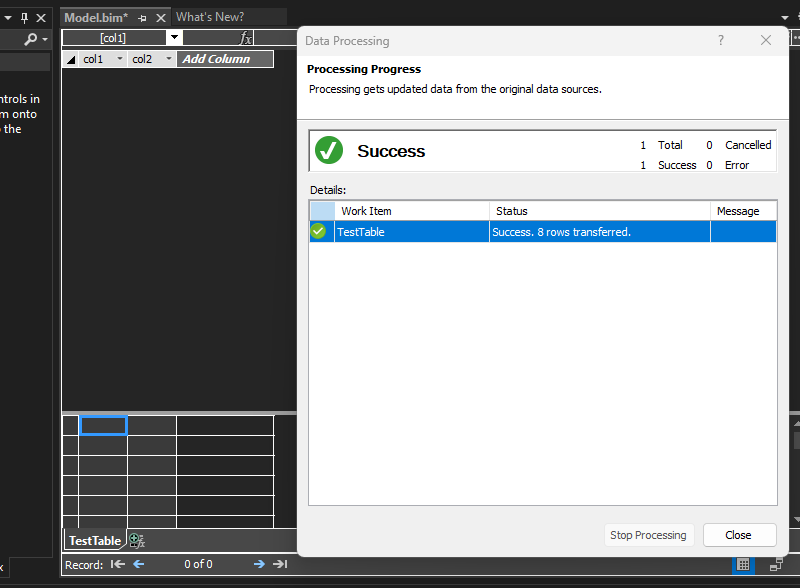 Model.bim*
What's New?
[col1]
fx
col1 col2 Add Column
ntrols in
m onto
o the
Data Processing
?
Processing Progress
Processing gets updated data from the original data sources.
Success
1 Total 0 Cancelled
1 Success 0 Error
Details:
Work Item Status Message
TestTable Success. 8 rows transferred.
Stop Processing Close
TestTable
Record: 0 of 0